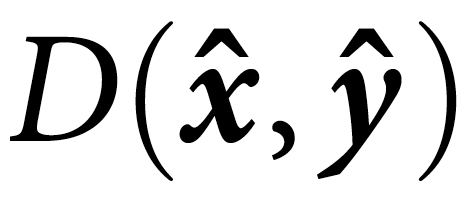 D(x̂, ŷ)